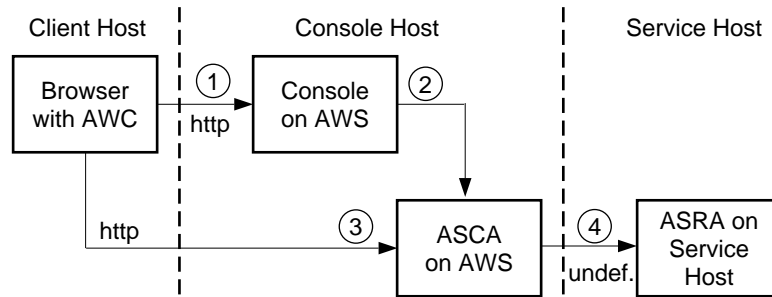 Client Host
Console Host
Service Host
Browser
with AWC
1
http
Console
on AWS
2
http
3
ASCA
on AWS
4
undef.
ASRA on
Service
Host